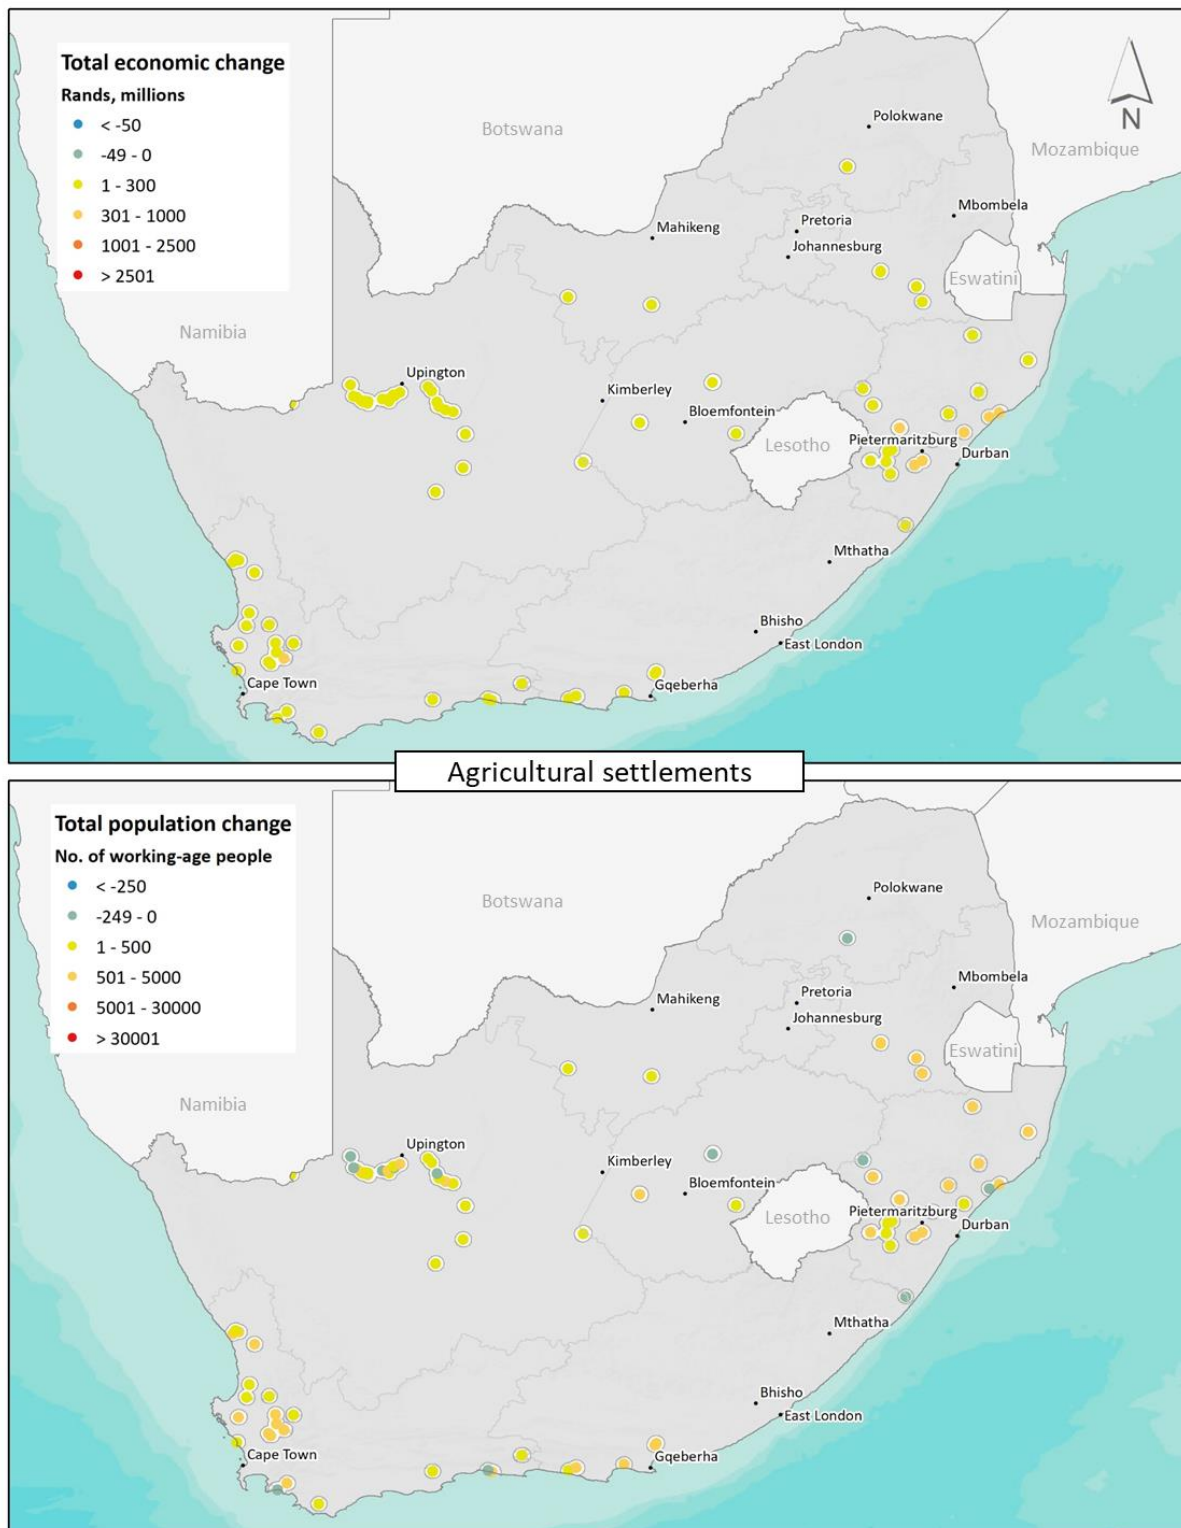 Total economic change
Rands, millions
< -50
-49 - 0
1 - 300
301 - 1000
1001 - 2500
> 2501
N
Botswana
Mozambique
Namibia
Eswatini
Lesotho
Polokwane
Mbombela
Pretoria
Johannesburg
Mahikeng
Upington
Kimberley
Bloemfontein
Pietermaritzburg
Durban
Mthatha
Bhisho
East London
Gqeberha
Cape Town
Agricultural settlements
Total population change
No. of working-age people
< -250
-249 - 0
1 - 500
501 - 5000
5001 - 30000
> 30001
Botswana
Mozambique
Namibia
Eswatini
Lesotho
Polokwane
Mbombela
Pretoria
Johannesburg
Mahikeng
Upington
Kimberley
Bloemfontein
Pietermaritzburg
Durban
Mthatha
Bhisho
East London
Gqeberha
Cape Town